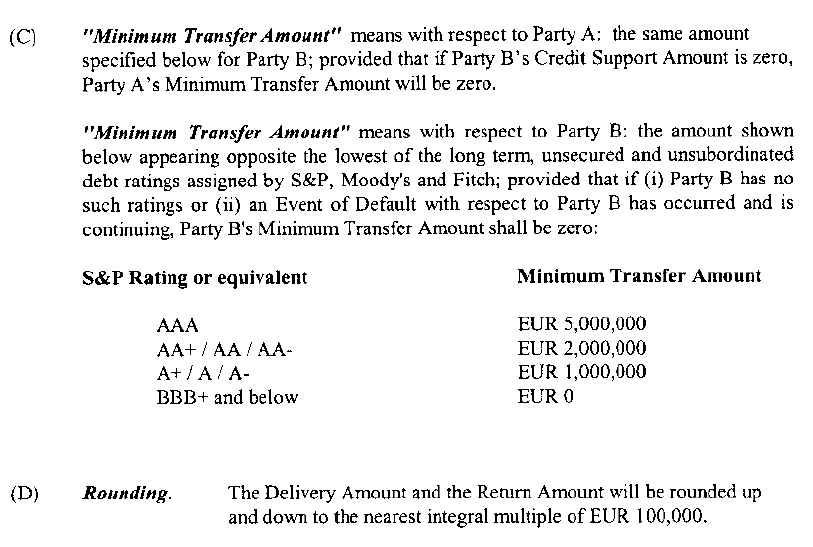 (C) "Minimum Transfer Amount" means with respect to Party A: the same amount
specified below for Party B; provided that if Party B's Credit Support Amount is zero,
Party A's Minimum Transfer Amount will be zero.
"Minimum Transfer Amount" means with respect to Party B: the amount shown
below appearing opposite the lowest of the long term, unsecured and unsubordinated
debt ratings assigned by S&P, Moody's and Fitch; provided that if (i) Party B has no
such ratings or (ii) an Event of Default with respect to Party B has occurred and is
continuing, Party B's Minimum Transfer Amount shall be zero:
S&P Rating or equivalent Minimum Transfer Amount
AAA EUR 5,000,000
AA+ / AA / AA- EUR 2,000,000
A+ / A / A- EUR 1,000,000
BBB+ and below EUR 0
(D) Rounding. The Delivery Amount and the Return Amount will be rounded up
and down to the nearest integral multiple of EUR 100,000.